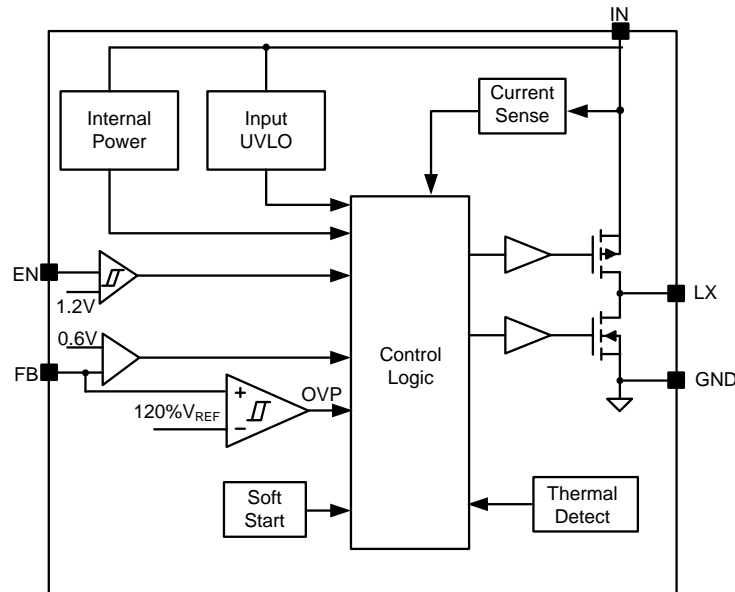 IN
Internal
Power
Input
UVLO
Current
Sense
EN
1.2V
LX
0.6V
FB
Control
Logic
GND
+
OVP
120%VREF
−
Soft
Start
Thermal
Detect